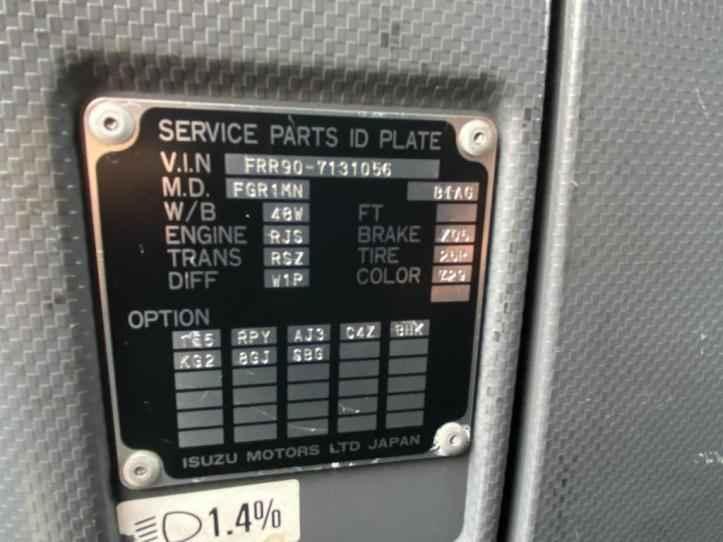 SERVICE PARTS ID PLATE
V.I.N FRR90-7131056
M.D. FGR1MN
W/B 48W FT
ENGINE RJS BRAKE
TRANS RSZ TIRE
DIFF W1P COLOR Z29
OPTION
RPY AJ3 C4Z
KG2 8GJ SBG
ISUZU MOTORS LTD JAPAN
1.4%